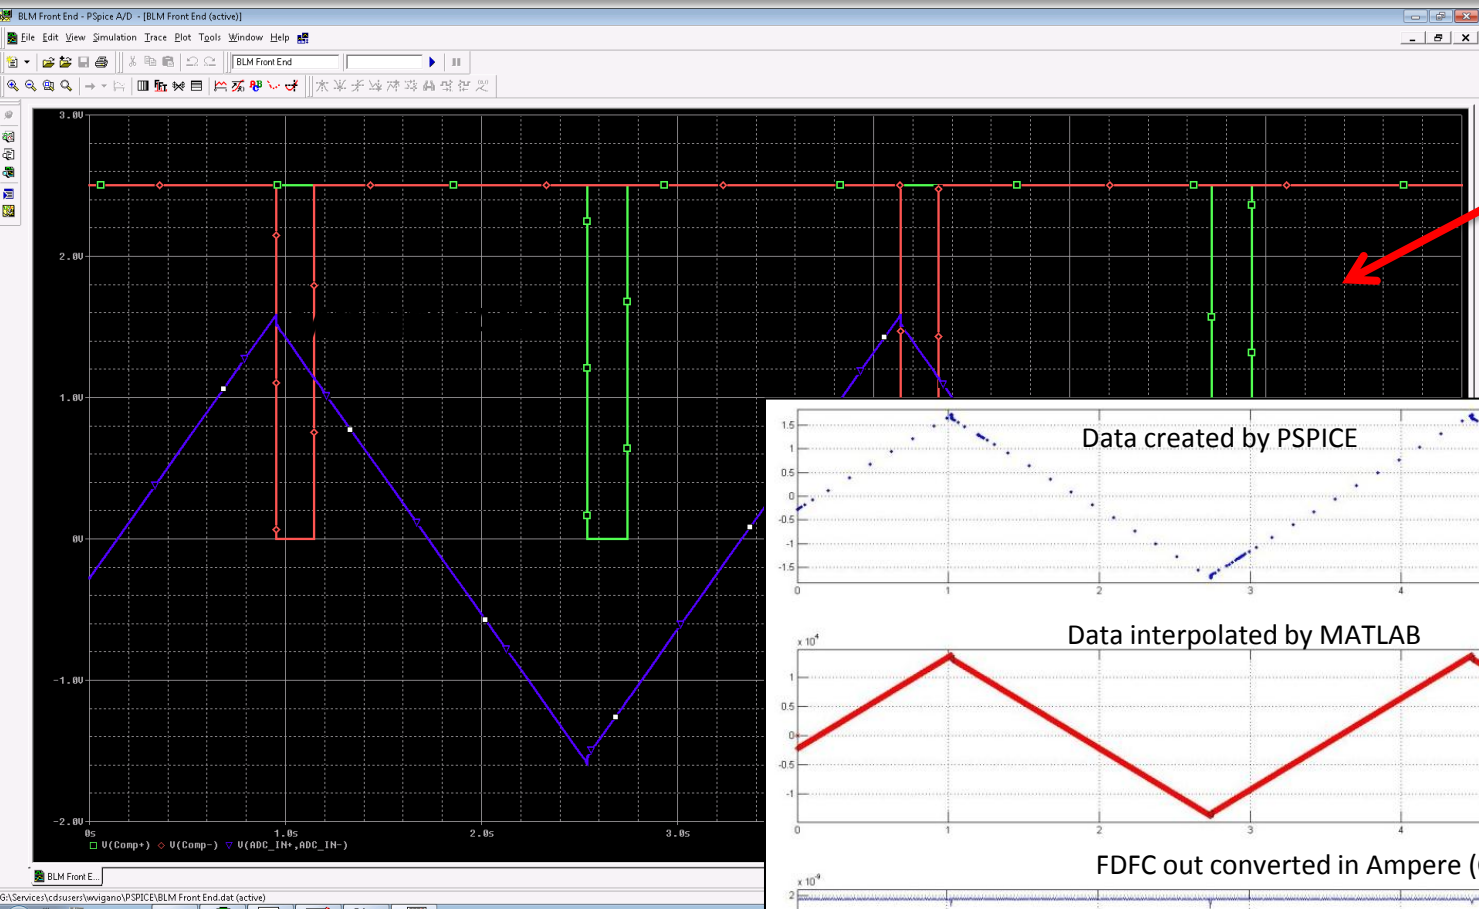 BLM Front End - PSpice A/D - [BLM Front End (active)]
File Edit View Simulation Trace Plot Tools Window Help
BLM Front End
3.0V
2.0V
1.0V
0V
-1.0V
-2.0V
0s 1.0s 2.0s 3.0s
V(Comp+) V(Comp-) V(ADC_IN+,ADC_IN-)
Data created by PSPICE
1.5
1
0.5
0
-0.5
-1
-1.5
0 1 2 3 4
Data interpolated by MATLAB
x 10^4
1
0.5
0
-0.5
-1
0 1 2 3 4
FDFC out converted in Ampere (
x 10^-9
2
BLM Front E...
G:\Services\cdsusers\wvigano\PSPICE\BLM Front End.dat (active)